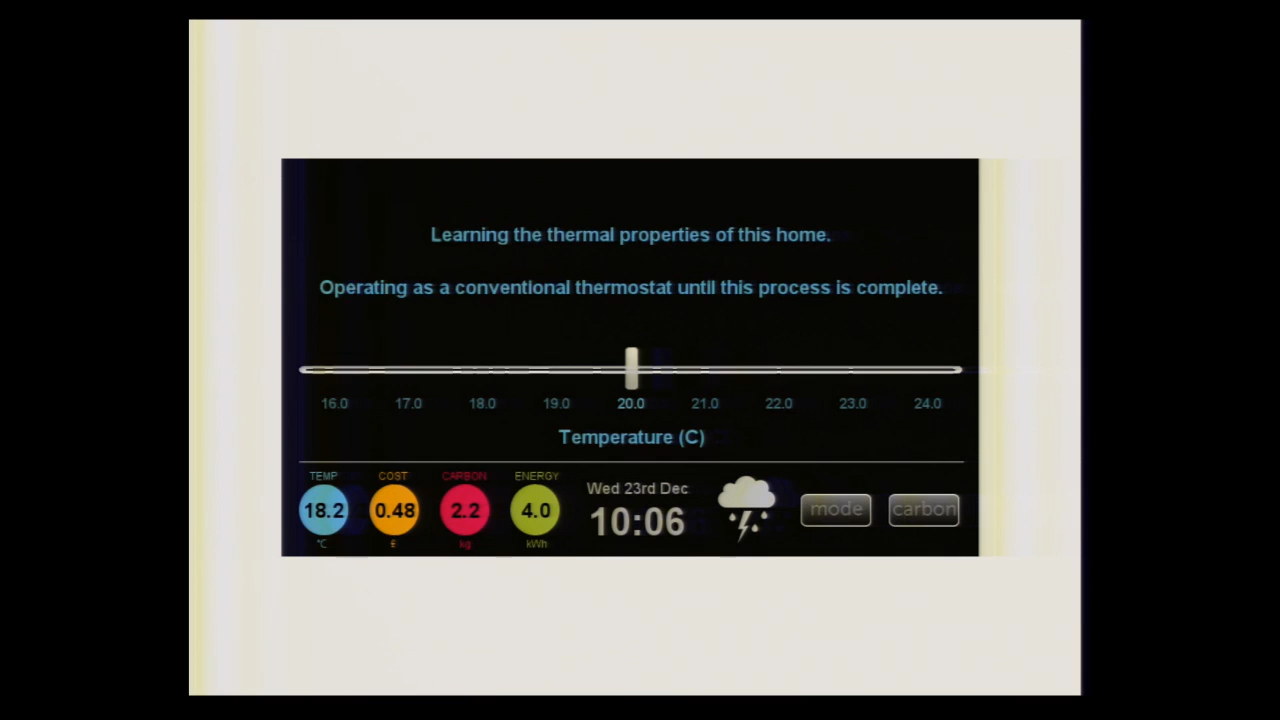 Learning the thermal properties of this home.
Operating as a conventional thermostat until this process is complete.
16.0 17.0 18.0 19.0 20.0 21.0 22.0 23.0 24.0
Temperature (C)
TEMP COST CARBON ENERGY
18.2 0.48 2.2 4.0
°C £ kg kWh
Wed 23rd Dec
10:06
mode carbon